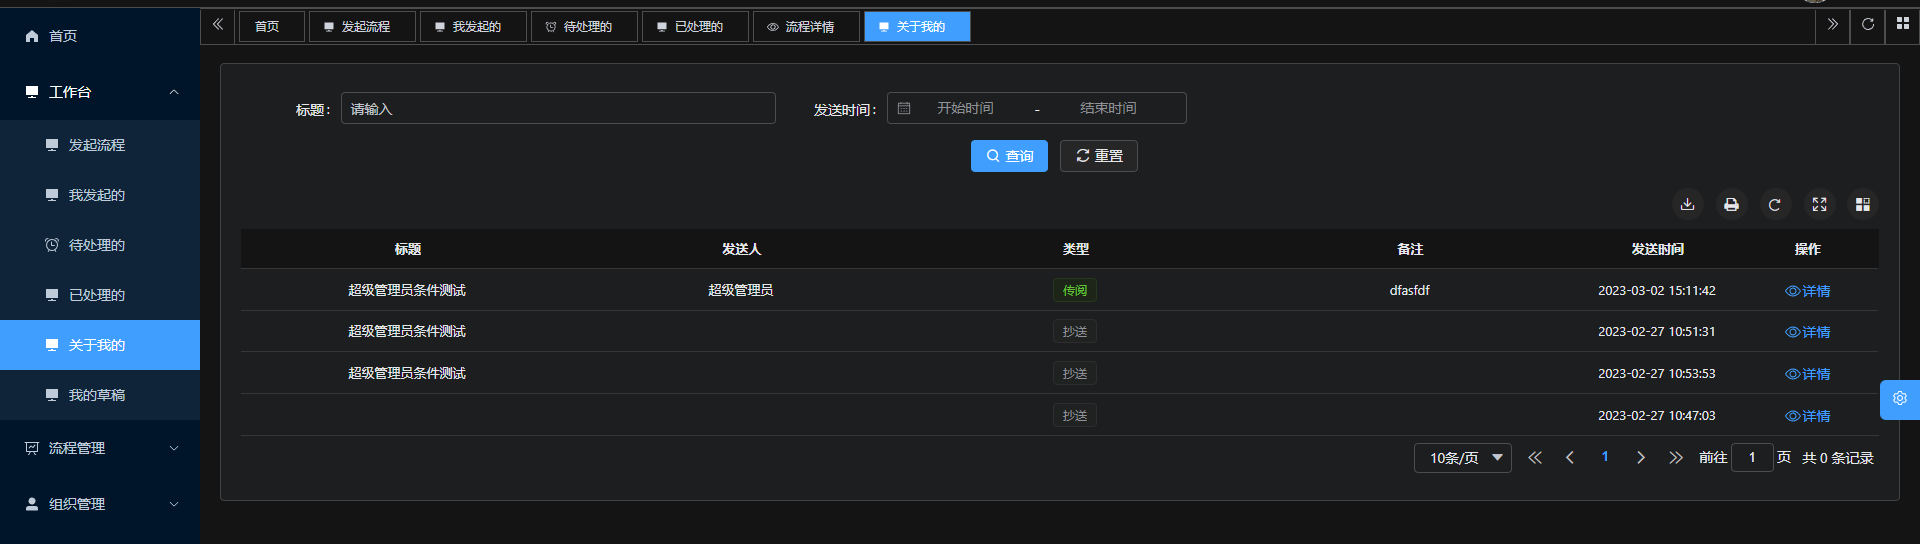 首页
工作台
发起流程
我发起的
待处理的
已处理的
关于我的
我的草稿
流程管理
组织管理
首页 发起流程 我发起的 待处理的 已处理的 流程详情 关于我的
标题： 请输入 发送时间： 开始时间 - 结束时间
查询 重置
标题 发送人 类型 备注 发送时间 操作
超级管理员条件测试 超级管理员 传阅 dfasfdf 2023-03-02 15:11:42 详情
超级管理员条件测试 抄送 2023-02-27 10:51:31 详情
超级管理员条件测试 抄送 2023-02-27 10:53:53 详情
抄送 2023-02-27 10:47:03 详情
10条/页 1 前往 1 页 共 0 条记录